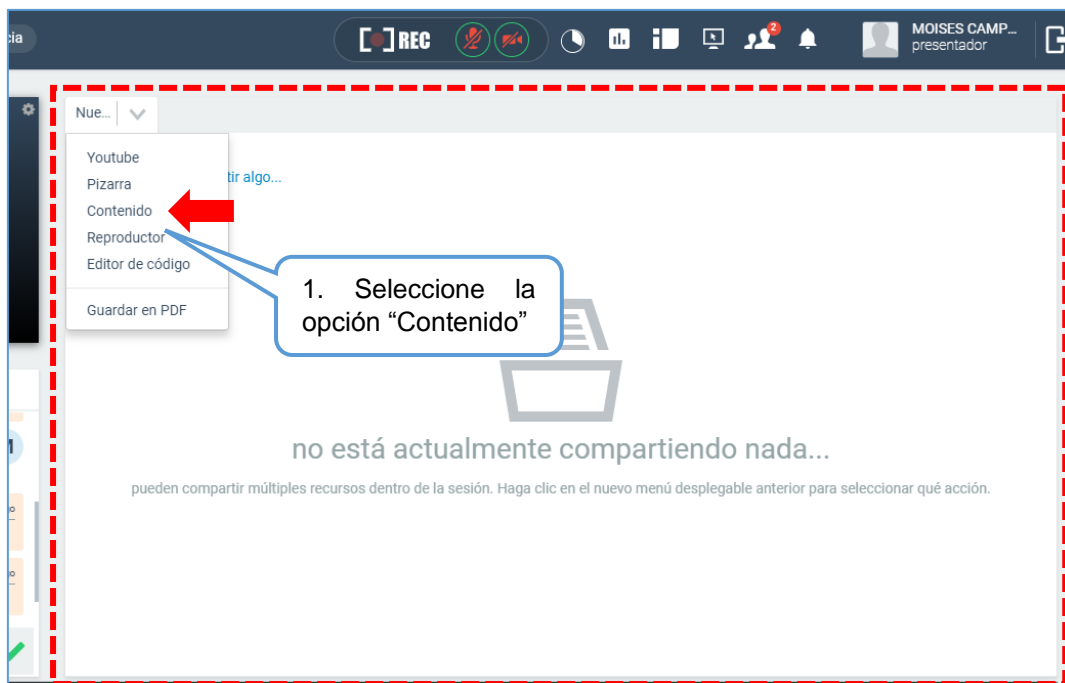 cia
REC
2
MOISES CAMP...
presentador
Nue...
Youtube
Pizarra
tir algo...
Contenido
Reproductor
Editor de código
Guardar en PDF
1. Seleccione la
opción “Contenido”
no está actualmente compartiendo nada...
pueden compartir múltiples recursos dentro de la sesión. Haga clic en el nuevo menú desplegable anterior para seleccionar qué acción.